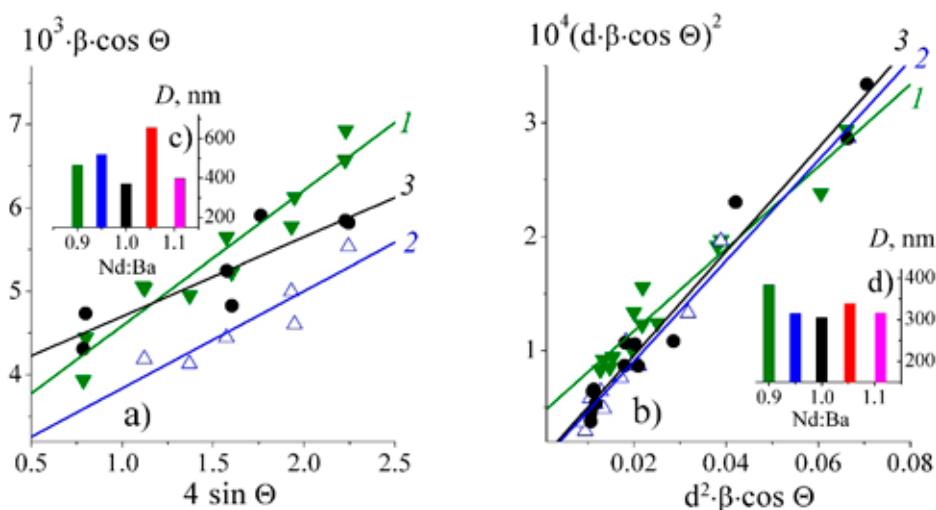 10³·β·cos Θ
7
6
5
4
0.5 1.0 1.5 2.0 2.5
4 sin Θ
a)
1
3
2
D, nm
c)
600
400
200
0.9 1.0 1.1
Nd:Ba
10⁴(d·β·cos Θ)²
3
2
1
0.02 0.04 0.06 0.08
d²·β·cos Θ
b)
3
2
1
D, nm
d)
400
300
200
0.9 1.0 1.1
Nd:Ba